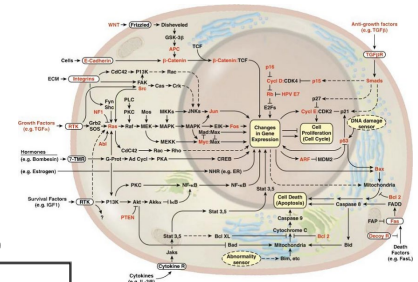 WNT → Frizzled → Disheveled
GSK-3β
APC
TCF
Cells → E-Cadherin → β-Catenin → β-Catenin:TCF
CdC42 → PI3K → Rac
ECM → Integrins
FAK
Src
Cas → Crk
Fyn
Shc
NF1
PLC
PKC
Mos
MKKs
JNKs
Jun
Growth Factors
(e.g. TGFα)
RTK
Grb2
SOS
Ras → Raf → MEK → MAPK → MAPK → ElK → Fos
Abl
MEKK
Mad:Max
Myc:Max
CdC42 → Rac → Rho
Hormones
(e.g. Bombesin)
7-TMR
G-Prot → Ad Cycl → PKA
CREB
(e.g. Estrogen)
NHR (e.g. ER)
PKC
NF-κB
NF-κB
Stat 3,5
Survival Factors
(e.g. IGF1)
RTK
PI3K
Akt
Akkα
IκB
PTEN
Stat 3,5
Bcl XL
Bad
Mitochondria
Jaks
Cytokine R
Cytokines
Abnormality
sensor
Bim, etc
p16
Cycl D:CDK4
p15
Rb
HPV E7
E2Fs
Changes
in Gene
Expression
Anti-growth factors
(e.g. TGFβ)
TGFβR
Smads
p27
Cycl E:CDK2
p21
Cell
Proliferation
(Cell Cycle)
DNA damage
sensor
ARF
MDM2
p53
Bax
Mitochondria
Bcl 2
Cell Death
(Apoptosis)
Caspase 8
FADD
Caspase 9
FAP
Fas
Cytochrome C
Bcl 2
Bid
Decoy R
Death
Factors
(e.g. FasL)